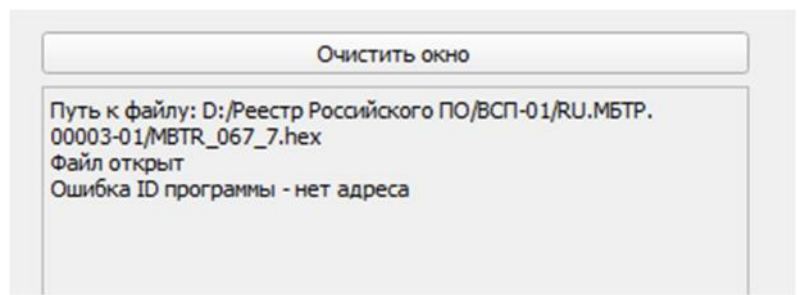 Очистить окно
Путь к файлу: D:/Реестр Российского ПО/ВСП-01/RU.МБТР.
00003-01/MBTR_067_7.hex
Файл открыт
Ошибка ID программы - нет адреса